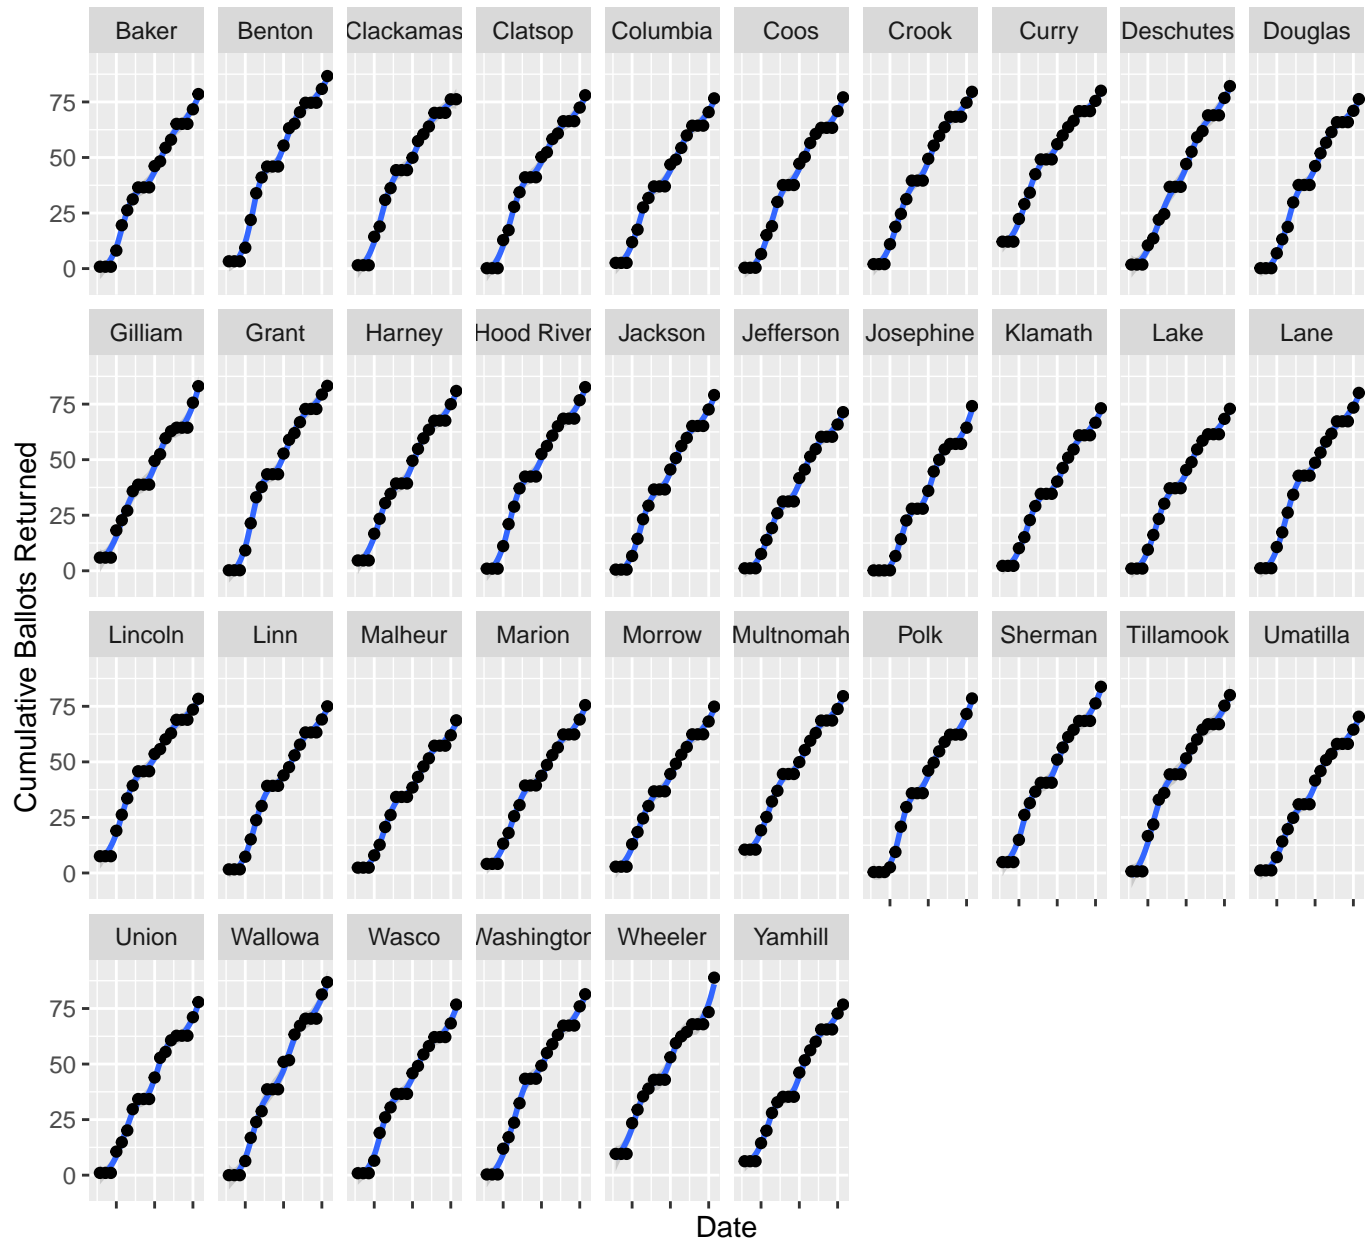 Baker Benton Clackamas Clatsop Columbia Coos Crook Curry Deschutes Douglas
75
50
25
0
Gilliam Grant Harney Hood River Jackson Jefferson Josephine Klamath Lake Lane
75
50
25
0
Cumulative Ballots Returned
Lincoln Linn Malheur Marion Morrow Multnomah Polk Sherman Tillamook Umatilla
75
50
25
0
Union Wallowa Wasco Washington Wheeler Yamhill
75
50
25
0
Date